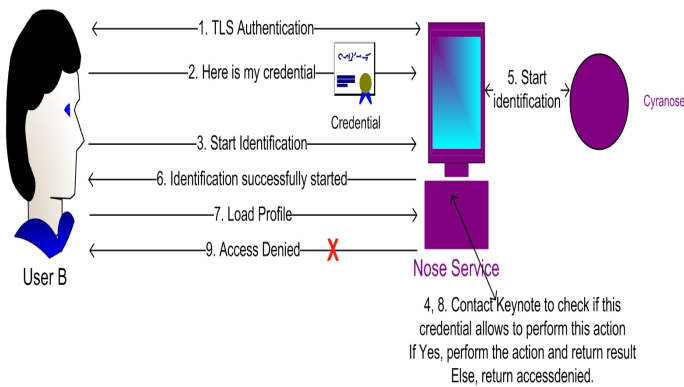 1. TLS Authentication
2. Here is my credential
Credential
5. Start
identification
Cyranose
3. Start Identification
6. Identification successfully started
7. Load Profile
9. Access Denied
User B
Nose Service
4, 8. Contact Keynote to check if this
credential allows to perform this action
If Yes, perform the action and return result
Else, return accessdenied.